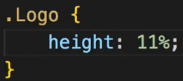 .Logo {
    height: 11%;
}